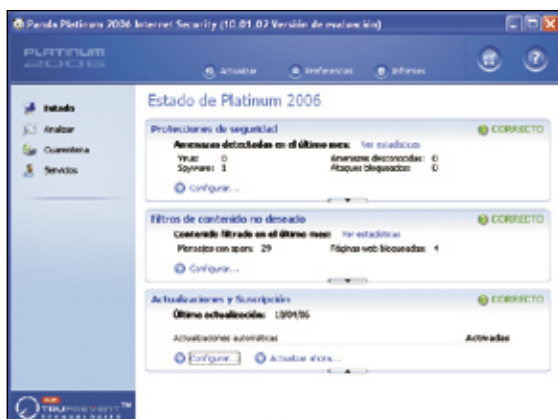 Panda Platinum 2006 Internet Security (10.01.02 Versión de evaluación)
PLATINUM
2006
Actualizar
Preferencias
Informes
Estado
Analizar
Cuarentena
Servicios
Estado de Platinum 2006
Protecciones de seguridad
CORRECTO
Amenazas detectadas en el último mes: Ver estadísticas
Virus: 0 Amenazas desconocidas: 0
Spyware: 1 Ataques bloqueados: 0
Configurar...
Filtros de contenido no deseado
CORRECTO
Contenido filtrado en el último mes: Ver estadísticas
Mensajes con spam: 29 Páginas web bloqueadas: 4
Configurar...
Actualizaciones y Suscripción
CORRECTO
Última actualización: 18/04/06
Actualizaciones automáticas Activadas
Configurar... Actualizar ahora...
TRUPREVENT™
TECHNOLOGIES